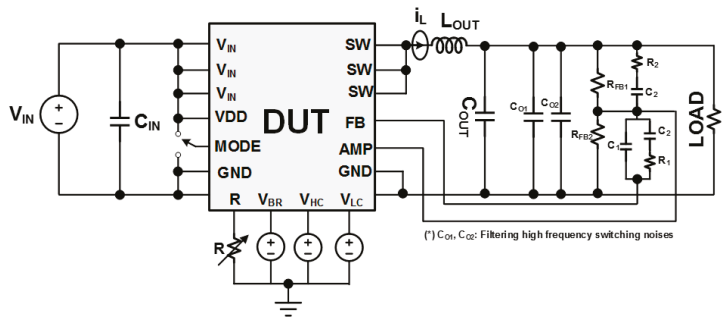 iL LOUT
VIN SW
VIN SW
VIN SW
VDD FB
MODE AMP
GND GND
DUT
R VBR VHC VLC
VIN
CIN
COUT
CO1 CO2
RFB1
RFB2
R2
C2
C2
C1
R1
LOAD
R
(*) CO1, CO2: Filtering high frequency switching noises